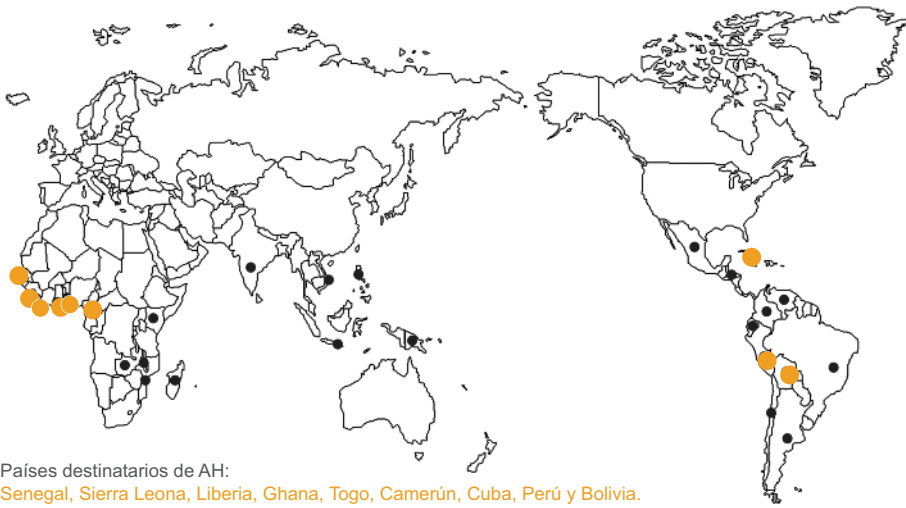 Países destinatarios de AH:
Senegal, Sierra Leona, Liberia, Ghana, Togo, Camerún, Cuba, Perú y Bolivia.